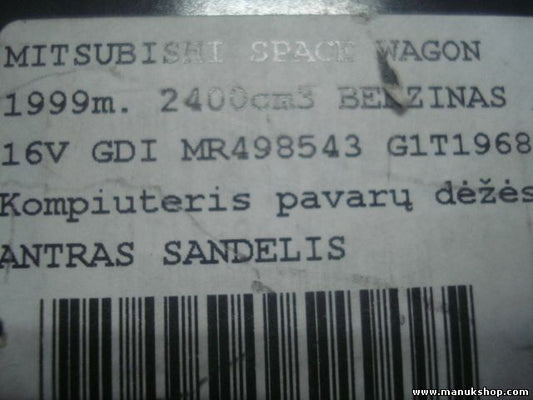 MITSUBISHI SPACE WAGON
1999m. 2400cm3 BENZINAS
16V GDI MR498543 G1T1968
Kompiuteris pavarų dėžės
ANTRAS SANDELIS
www.manukshop.com